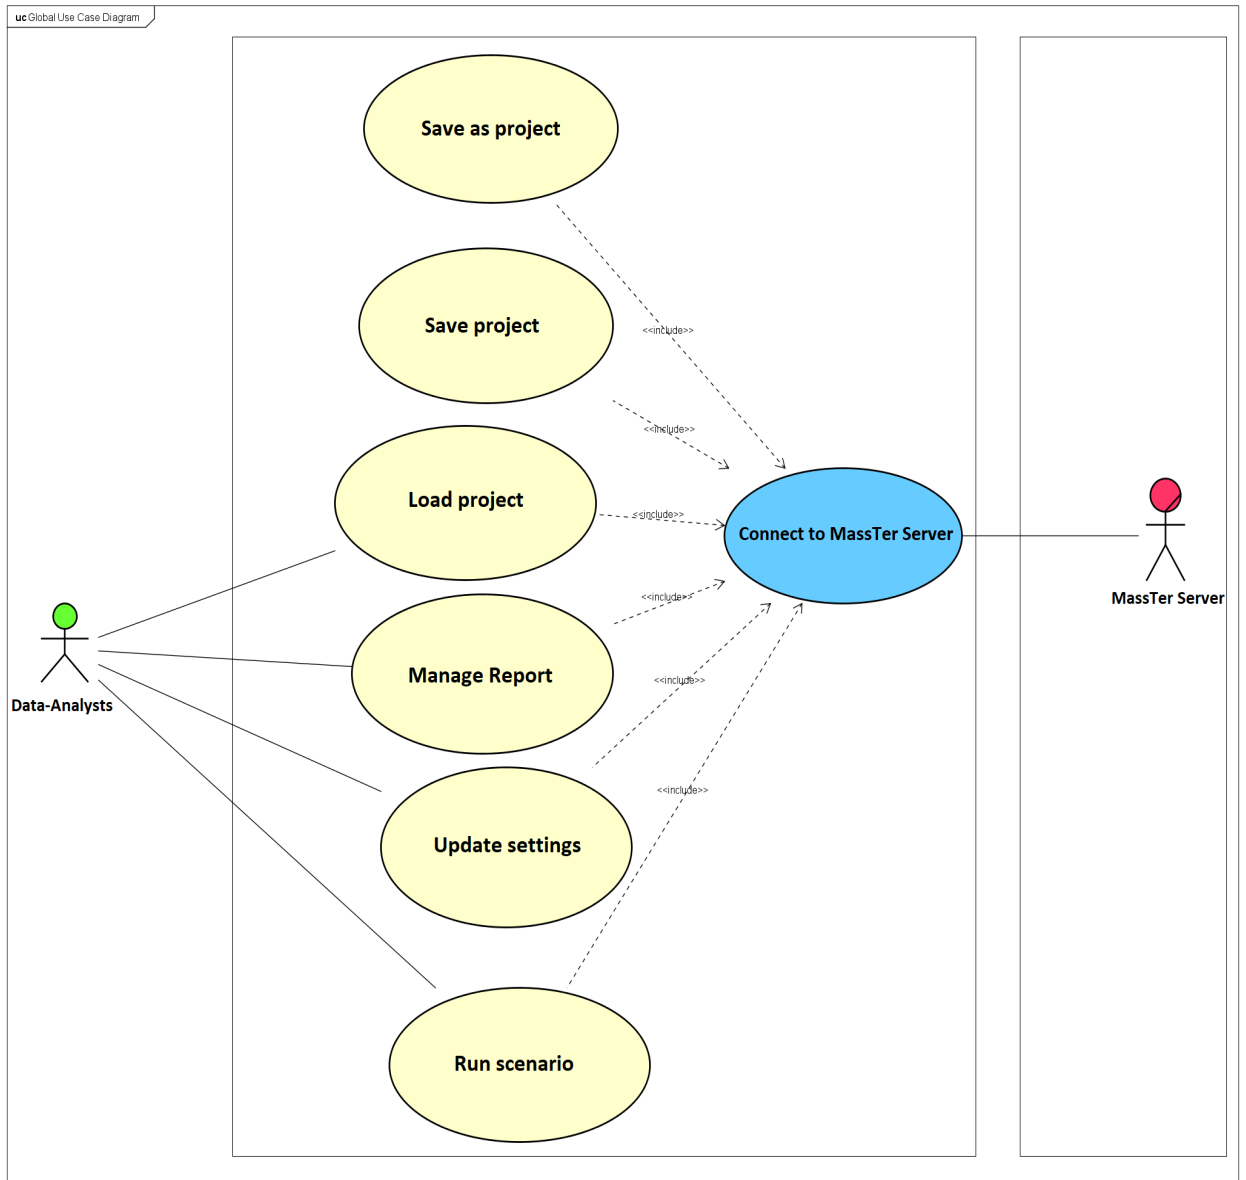 uc Global Use Case Diagram
Save as project
<<include>>
Save project
<<include>>
Load project
<<include>>
Connect to MassTer Server
MassTer Server
<<include>>
Data-Analysts
Manage Report
<<include>>
Update settings
<<include>>
Run scenario